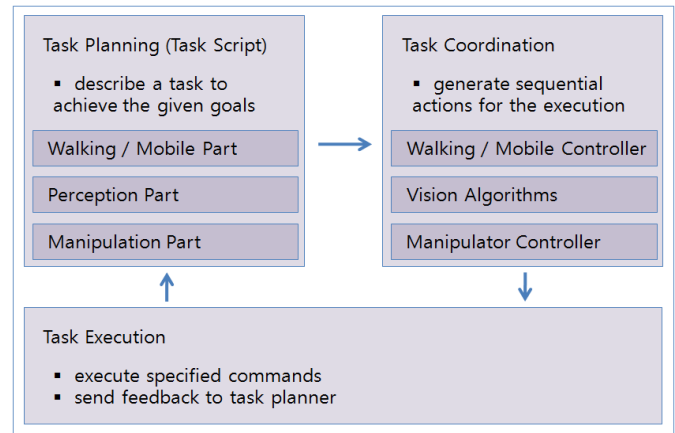 Task Planning (Task Script)
▪ describe a task to
achieve the given goals
Walking / Mobile Part
Perception Part
Manipulation Part
Task Coordination
▪ generate sequential
actions for the execution
Walking / Mobile Controller
Vision Algorithms
Manipulator Controller
Task Execution
▪ execute specified commands
▪ send feedback to task planner